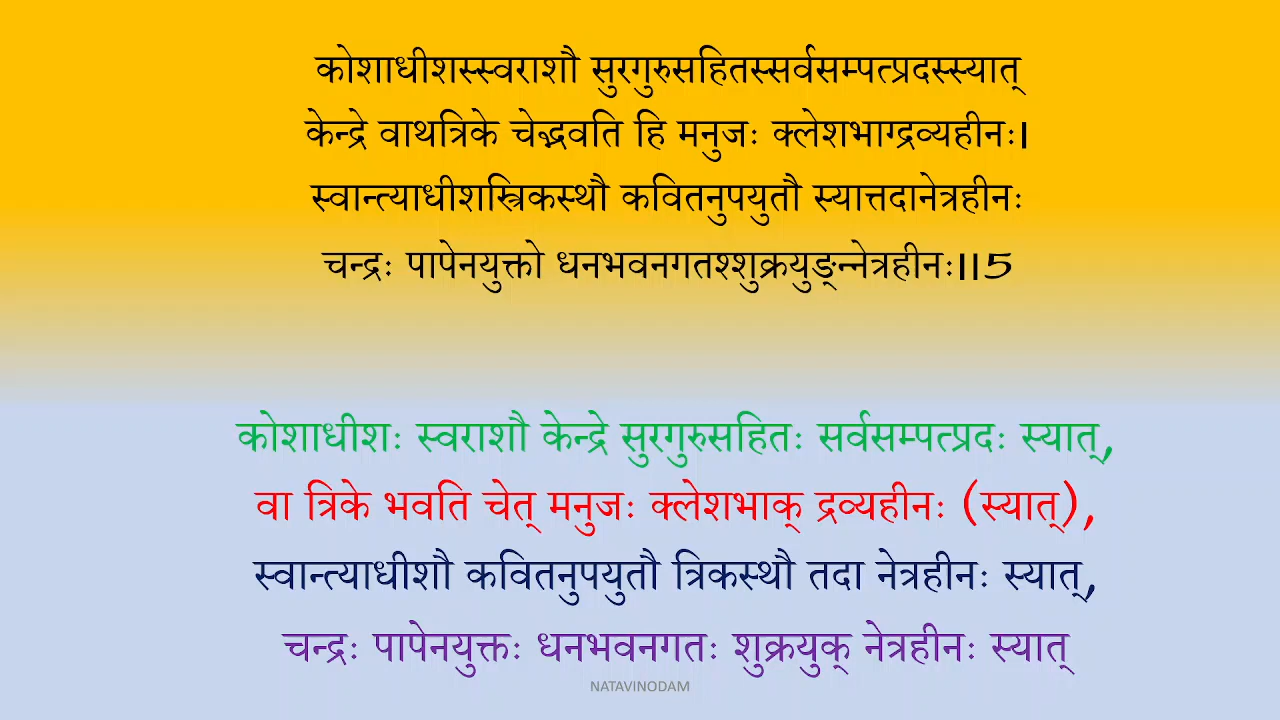 कोशाधीशस्स्वराशौ सुरगुरुसहितस्सर्वसम्पत्प्रदस्स्यात्
केन्द्रे वाथत्रिके चेद्भवति हि मनुजः क्लेशभाग्द्रव्यहीनः।
स्वान्त्याधीशस्त्रिकस्थौ कवितनुपयुतौ स्यात्तदानेत्रहीनः
चन्द्रः पापेनयुक्तो धनभवनगतश्शुक्रयुङ्न्नेत्रहीनः।।5
कोशाधीशः स्वराशौ केन्द्रे सुरगुरुसहितः सर्वसम्पत्प्रदः स्यात्,
वा त्रिके भवति चेत् मनुजः क्लेशभाक् द्रव्यहीनः (स्यात्),
स्वान्त्याधीशौ कवितनुपयुतौ त्रिकस्थौ तदा नेत्रहीनः स्यात्,
चन्द्रः पापेनयुक्तः धनभवनगतः शुक्रयुक् नेत्रहीनः स्यात्
NATAVINODAM